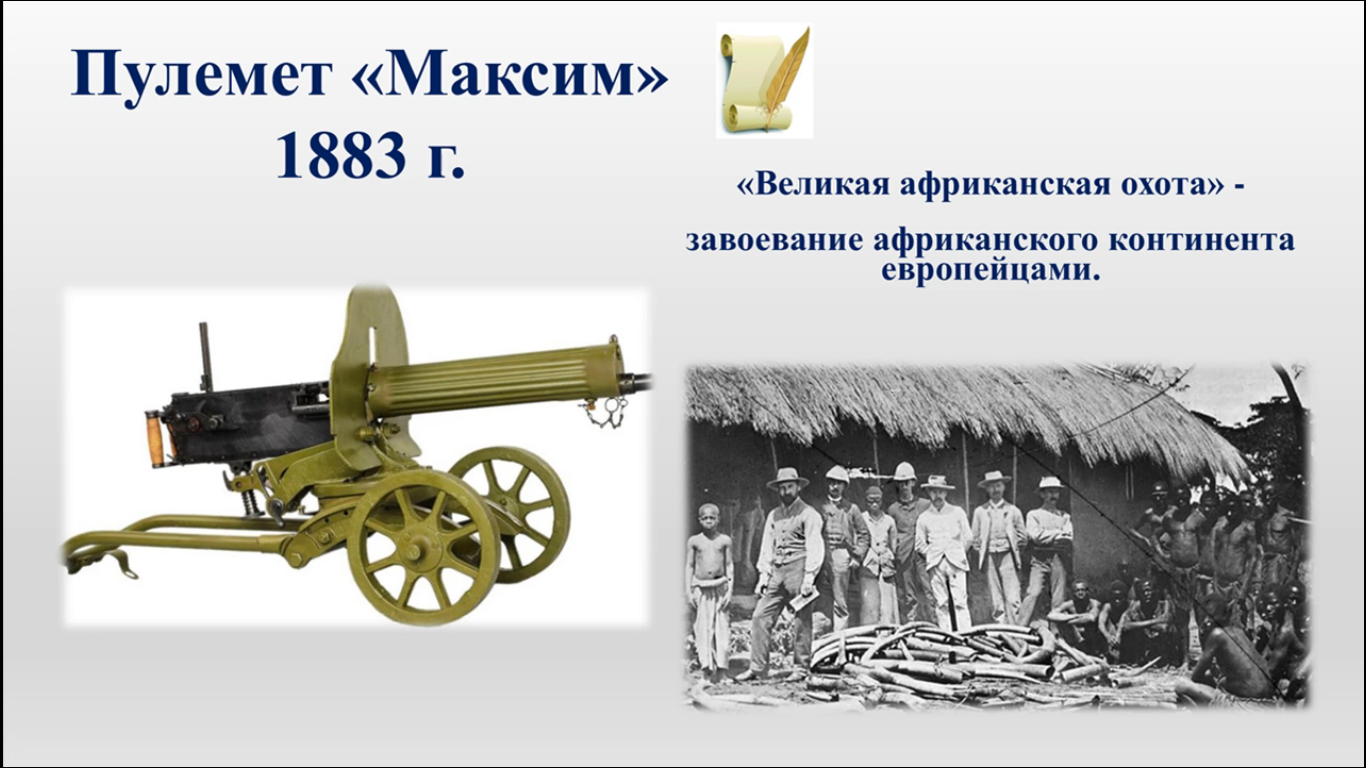 Пулемет «Максим»
1883 г.
«Великая африканская охота» -
завоевание африканского континента
европейцами.